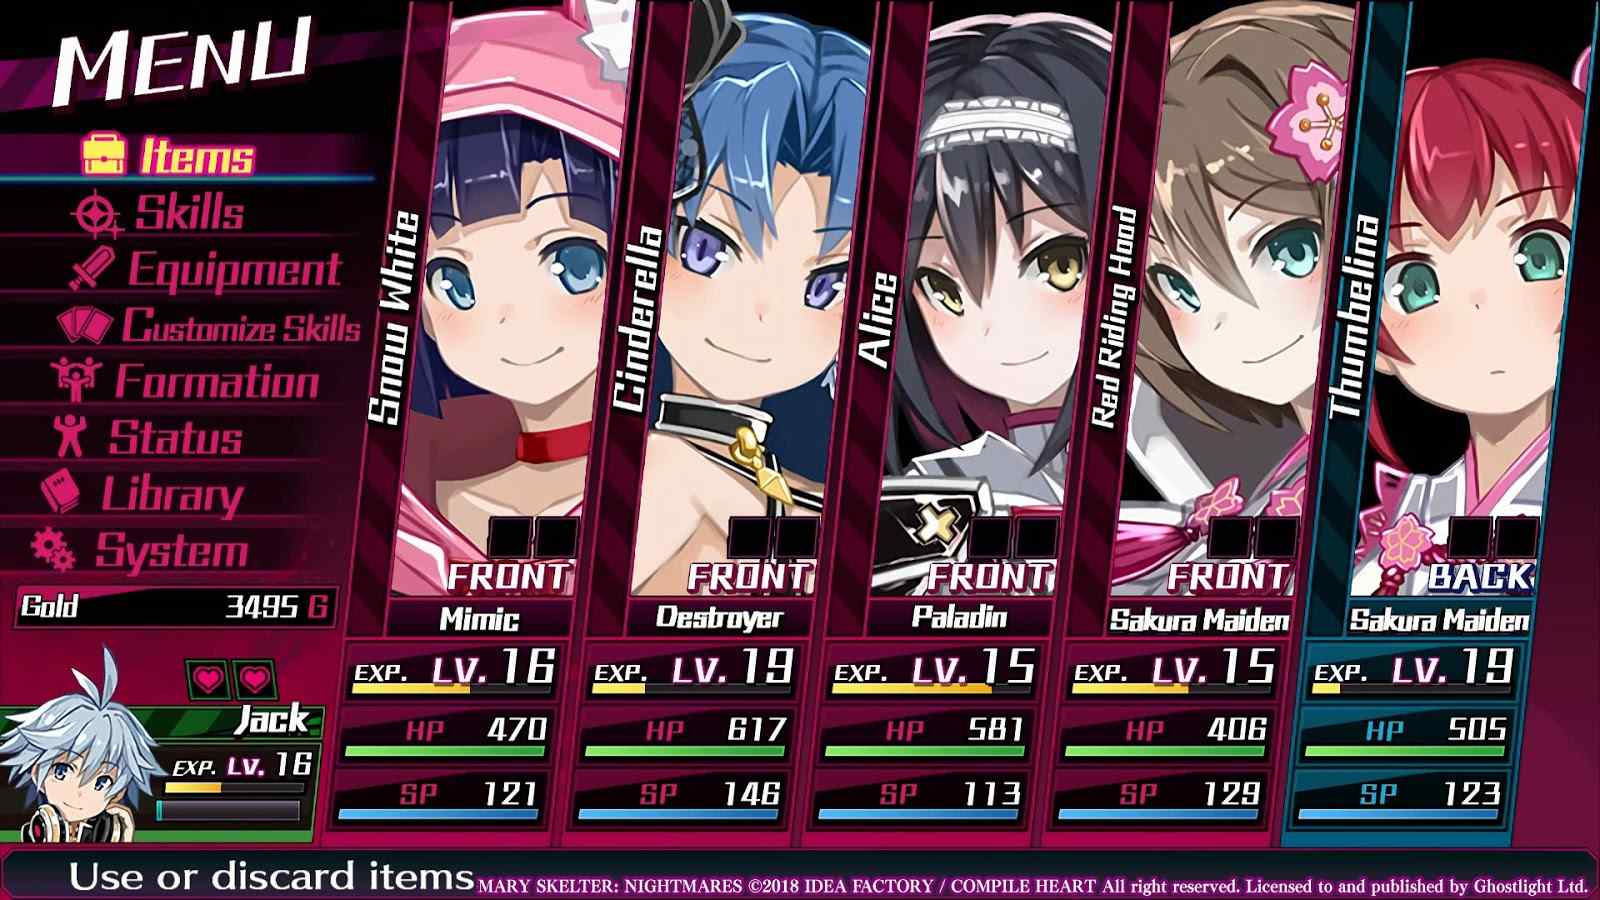 MENU
Items
Skills
Equipment
Customize Skills
Formation
Status
Library
System
Gold 3495 G
Jack
EXP. LV. 16
Snow White
FRONT
Mimic
EXP. LV. 16
HP 470
SP 121
Cinderella
FRONT
Destroyer
EXP. LV. 19
HP 617
SP 146
Alice
FRONT
Paladin
EXP. LV. 15
HP 581
SP 113
Red Riding Hood
FRONT
Sakura Maiden
EXP. LV. 15
HP 406
SP 129
Thumbelina
BACK
Sakura Maiden
EXP. LV. 19
HP 505
SP 123
Use or discard items
MARY SKELTER: NIGHTMARES ©2018 IDEA FACTORY / COMPILE HEART All right reserved. Licensed to and published by Ghostlight Ltd.